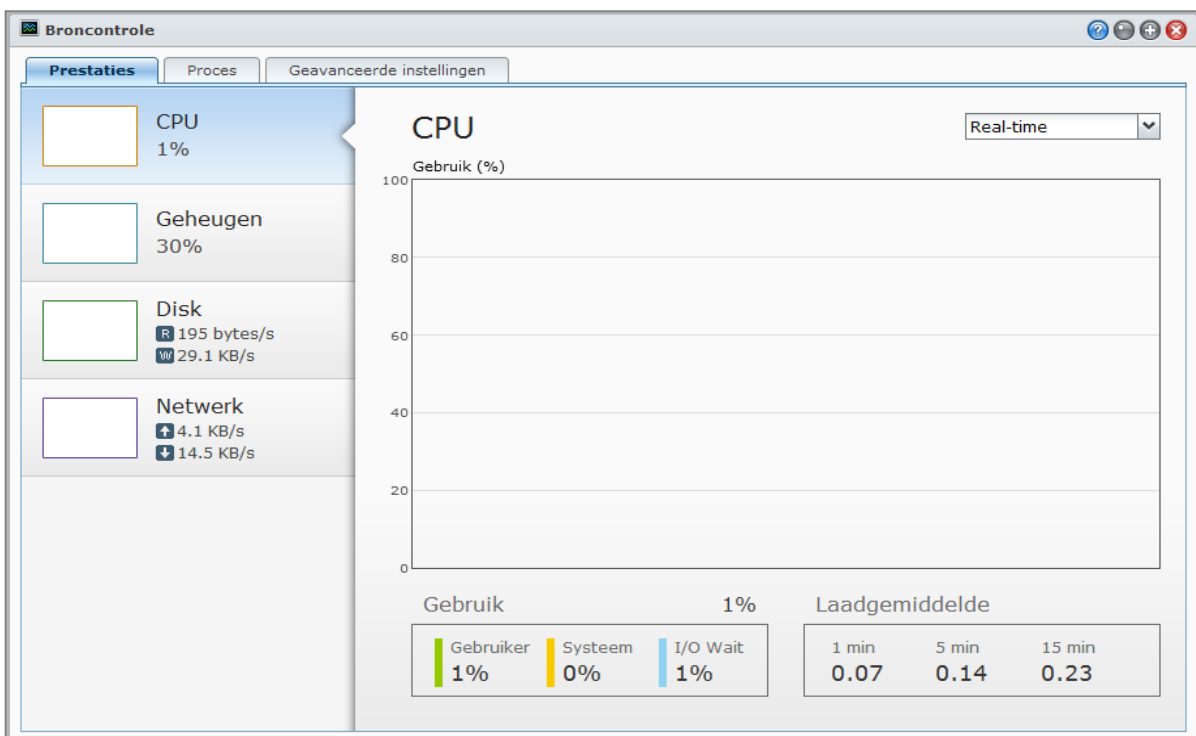 Broncontrole
Prestaties Proces Geavanceerde instellingen
CPU
1%
Geheugen
30%
Disk
R 195 bytes/s
W 29.1 KB/s
Netwerk
4.1 KB/s
14.5 KB/s
CPU
Real-time
Gebruik (%)
100
80
60
40
20
0
Gebruik 1%
Gebruiker Systeem I/O Wait
1% 0% 1%
Laadgemiddelde
1 min 5 min 15 min
0.07 0.14 0.23